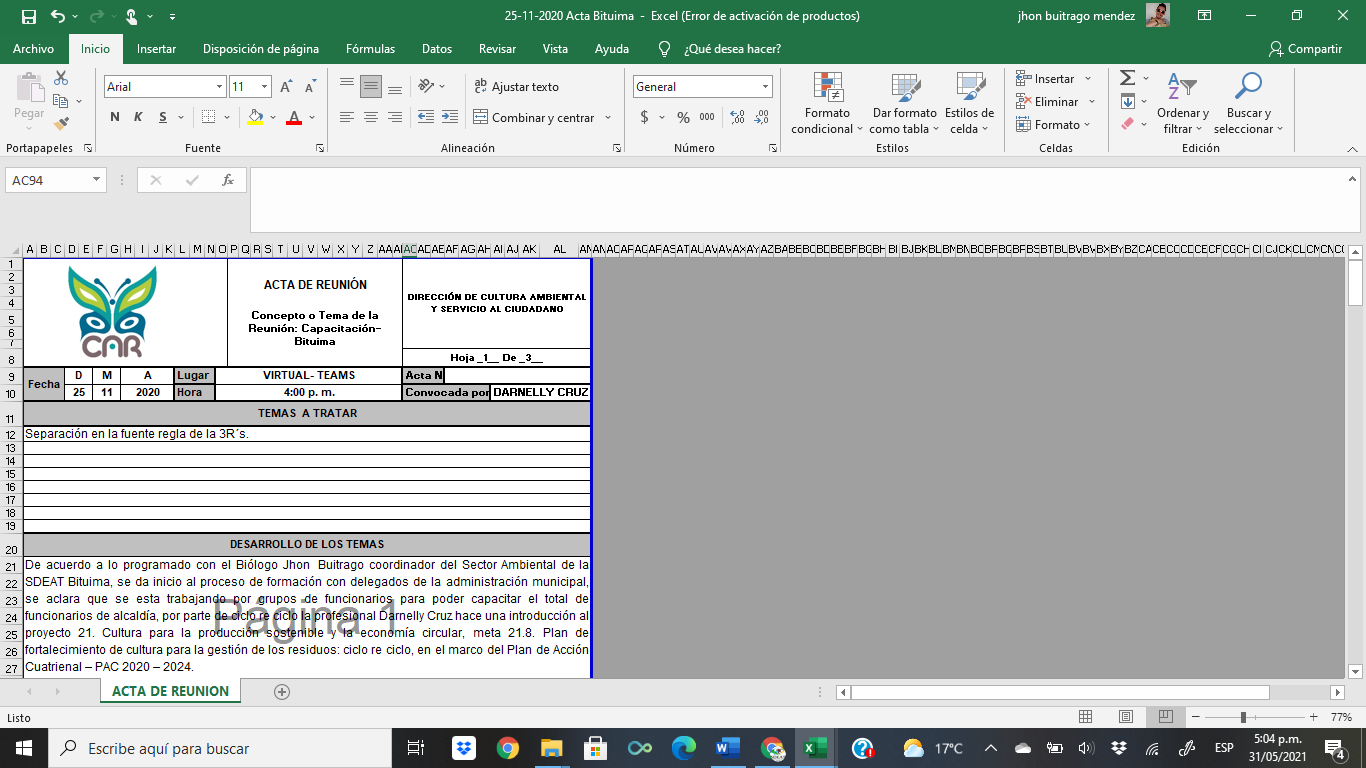 25-11-2020 Acta Bituima - Excel (Error de activación de productos)
jhon buitrago mendez
Archivo Inicio Insertar Disposición de página Fórmulas Datos Revisar Vista Ayuda ¿Qué desea hacer? Compartir
Pegar
Arial 11
N K S
Ajustar texto
Combinar y centrar
General
$ % 000
Formato condicional
Dar formato como tabla
Estilos de celda
Insertar
Eliminar
Formato
Ordenar y filtrar
Buscar y seleccionar
Portapapeles Fuente Alineación Número Estilos Celdas Edición
AC94
fx
CAR
ACTA DE REUNIÓN
Concepto o Tema de la
Reunión: Capacitación-
Bituima
DIRECCIÓN DE CULTURA AMBIENTAL
Y SERVICIO AL CIUDADANO
Hoja _1__ De _3__
Fecha D M A Lugar VIRTUAL- TEAMS Acta N
25 11 2020 Hora 4:00 p. m. Convocada por DARNELLY CRUZ
TEMAS A TRATAR
Separación en la fuente regla de la 3R´s.
DESARROLLO DE LOS TEMAS
De acuerdo a lo programado con el Biólogo Jhon Buitrago coordinador del Sector Ambiental de la
SDEAT Bituima, se da inicio al proceso de formación con delegados de la administración municipal,
se aclara que se esta trabajando por grupos de funcionarios para poder capacitar el total de
funcionarios de alcaldía, por parte de ciclo re ciclo la profesional Darnelly Cruz hace una introducción al
proyecto 21. Cultura para la producción sostenible y la economía circular, meta 21.8. Plan de
fortalecimiento de cultura para la gestión de los residuos: ciclo re ciclo, en el marco del Plan de Acción
Cuatrienal – PAC 2020 – 2024.
Página 1
ACTA DE REUNION
Listo
77%
Escribe aquí para buscar
17°C
ESP
5:04 p.m.
31/05/2021
4